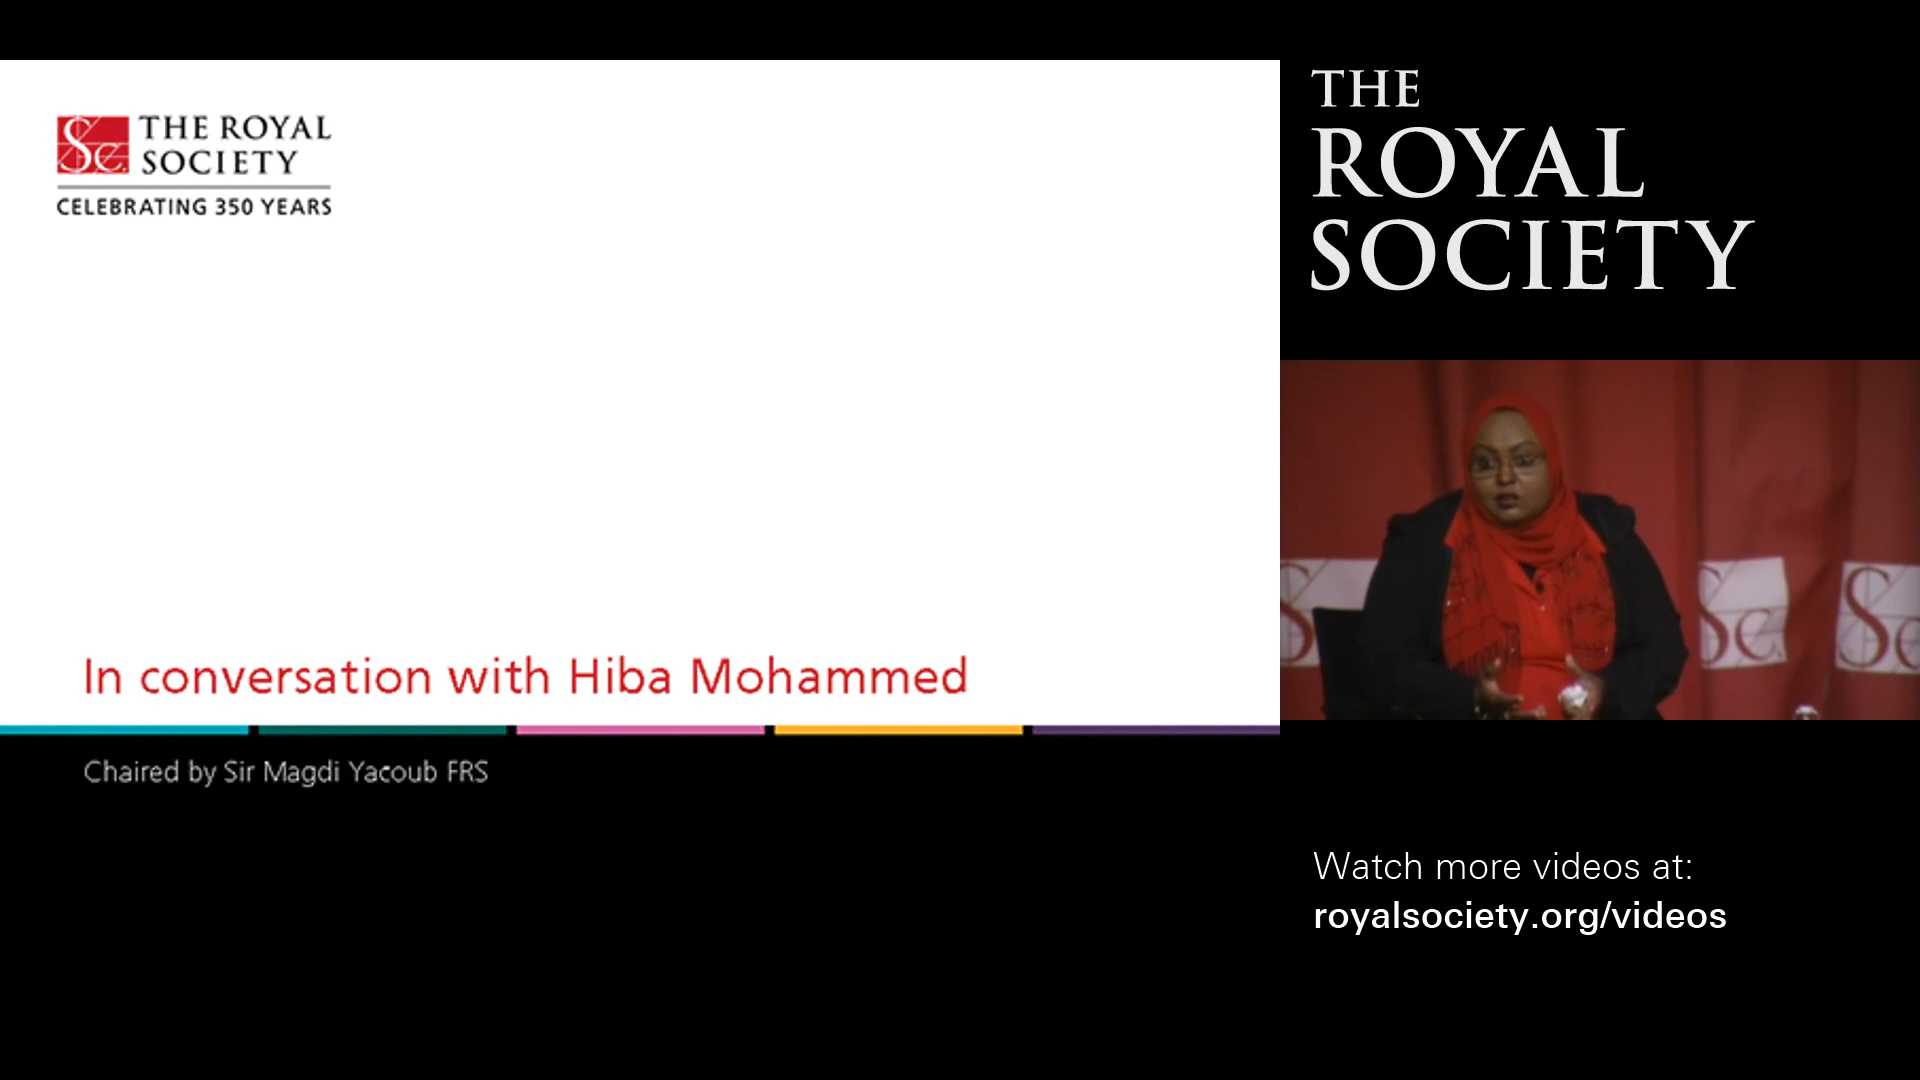 THE ROYAL
SOCIETY
CELEBRATING 350 YEARS
In conversation with Hiba Mohammed
Chaired by Sir Magdi Yacoub FRS
THE
ROYAL
SOCIETY
Watch more videos at:
royalsociety.org/videos